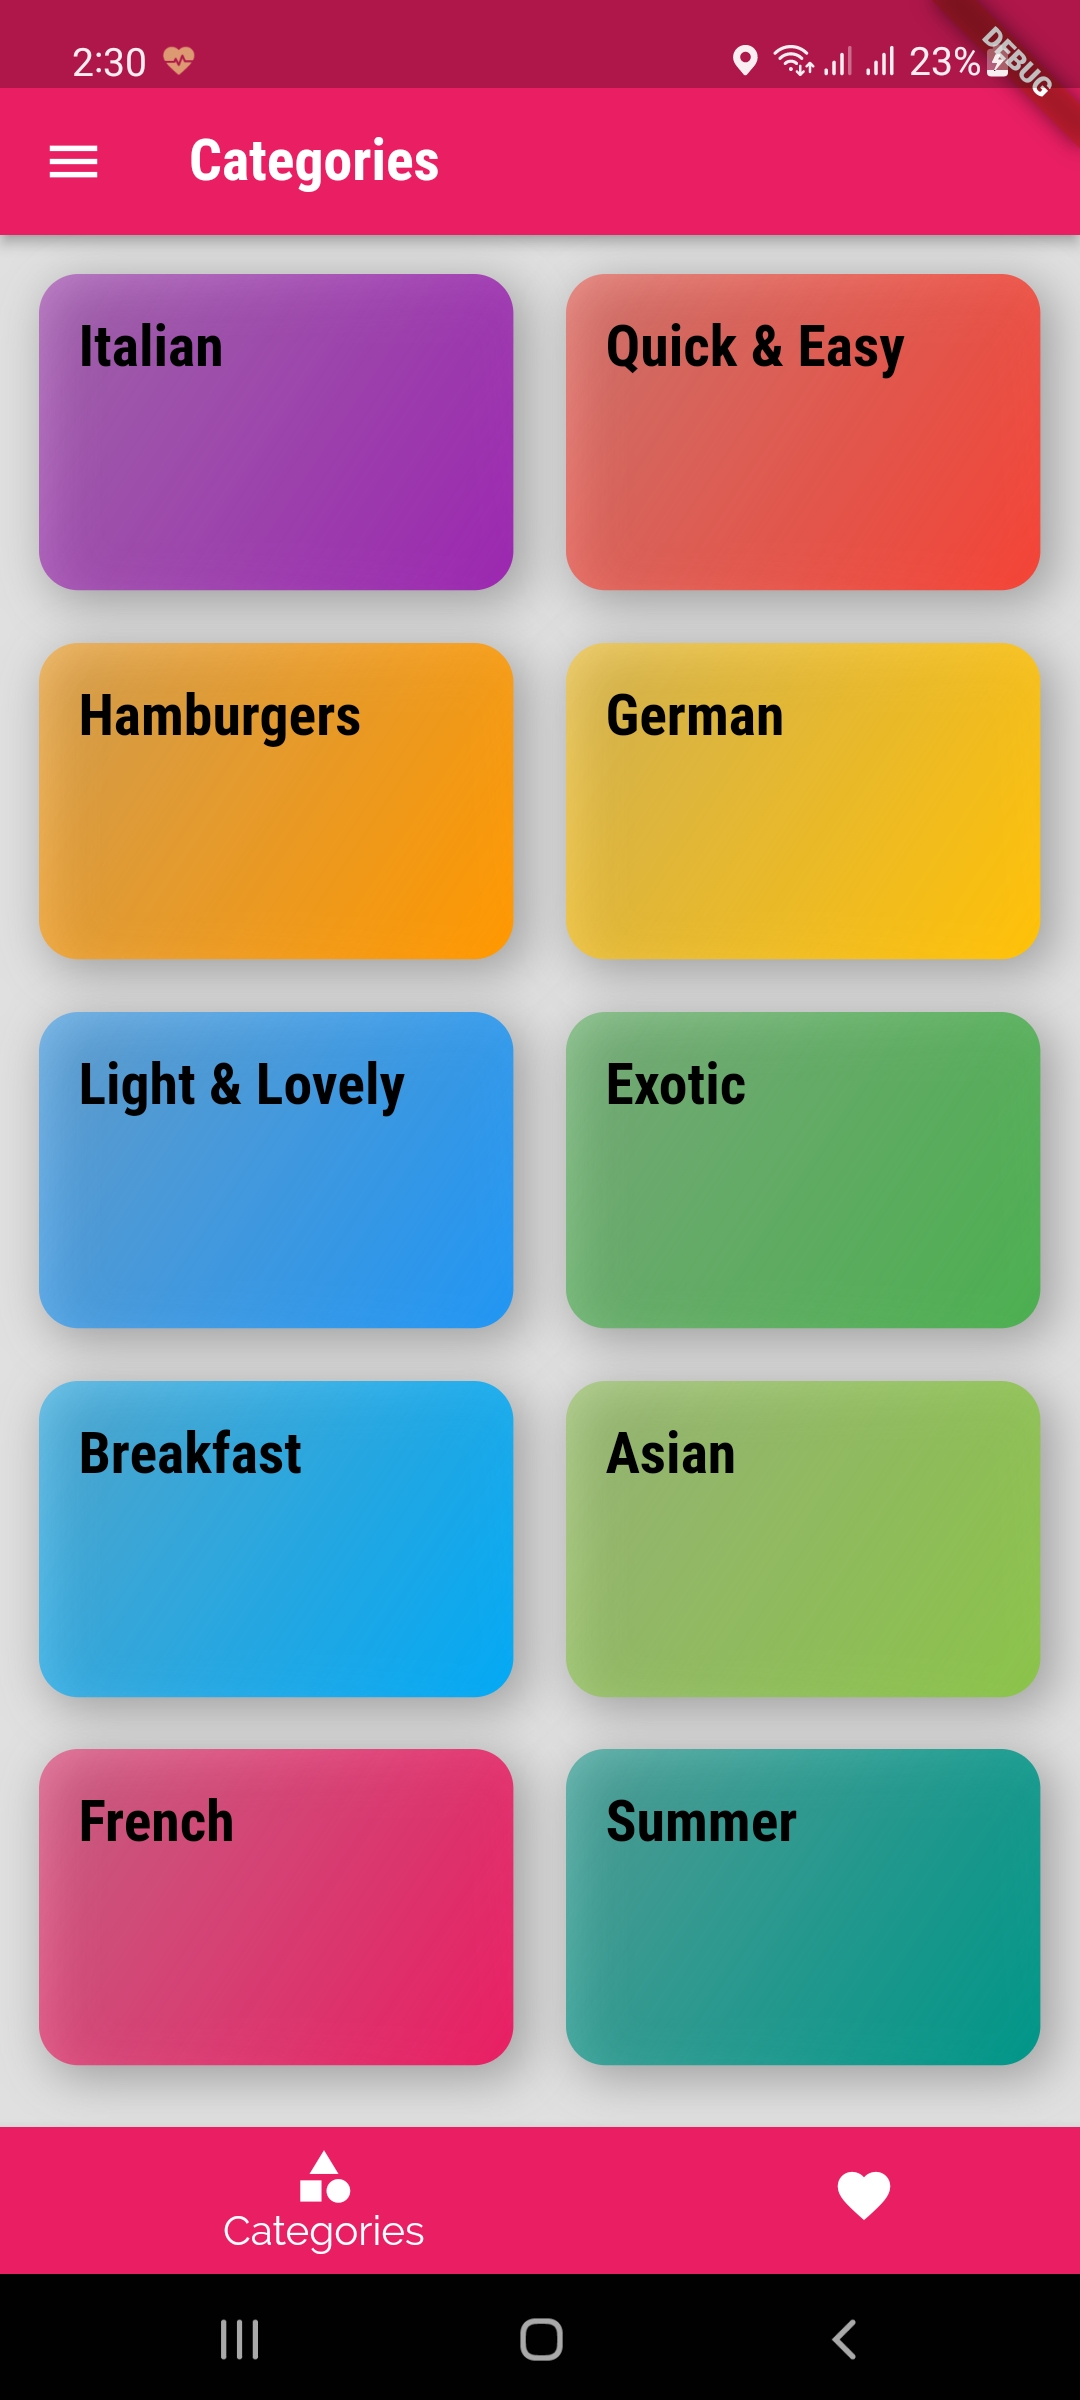 2:30
23%
DEBUG
Categories
Italian
Quick & Easy
Hamburgers
German
Light & Lovely
Exotic
Breakfast
Asian
French
Summer
Categories